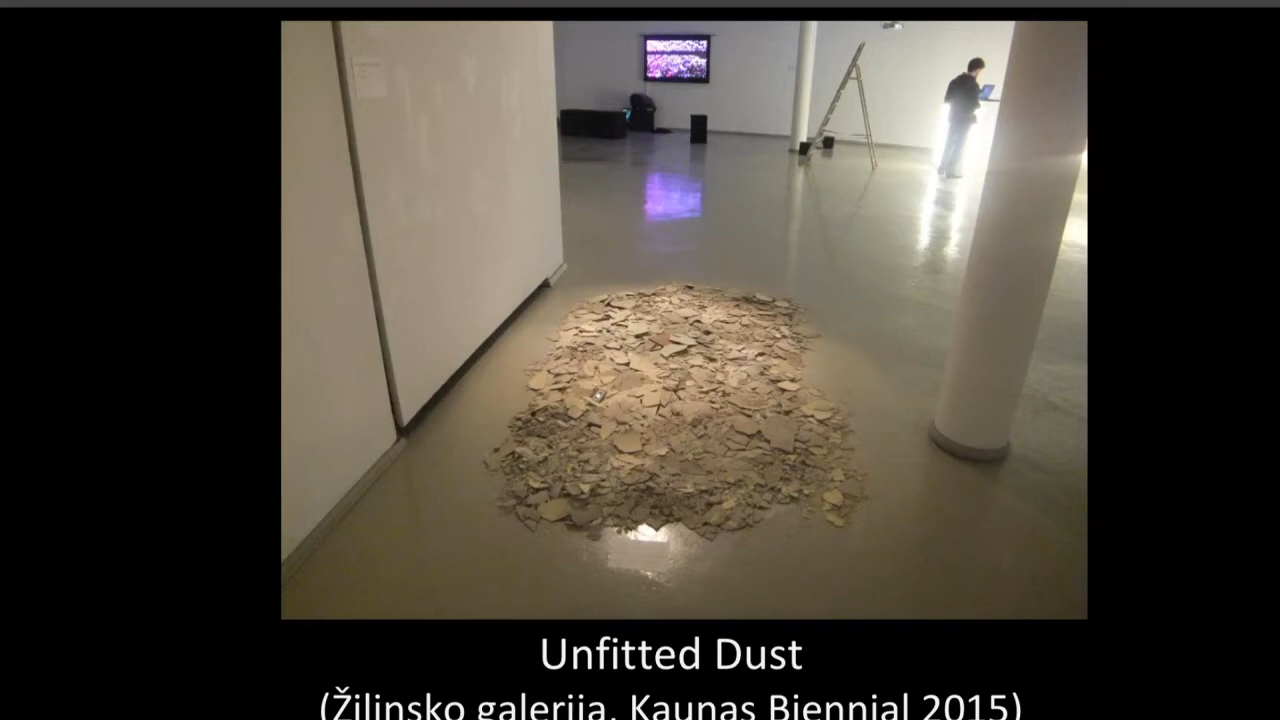 Unfitted Dust
(Žilinsko galerija, Kaunas Biennial 2015)